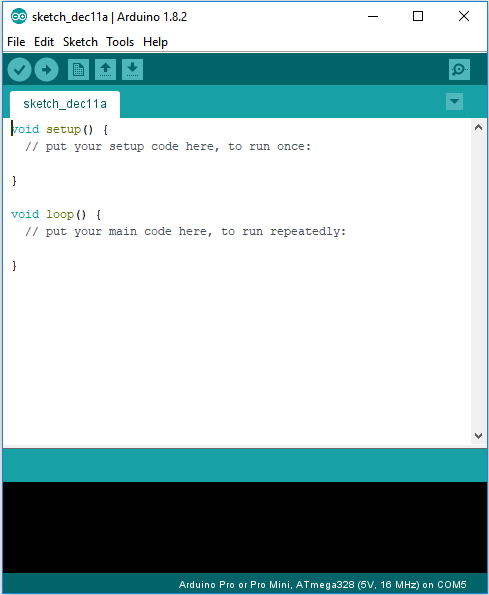 sketch_dec11a | Arduino 1.8.2
File Edit Sketch Tools Help
sketch_dec11a
void setup() {
  // put your setup code here, to run once:
}
void loop() {
  // put your main code here, to run repeatedly:
}
Arduino Pro or Pro Mini, ATmega328 (5V, 16 MHz) on COM5